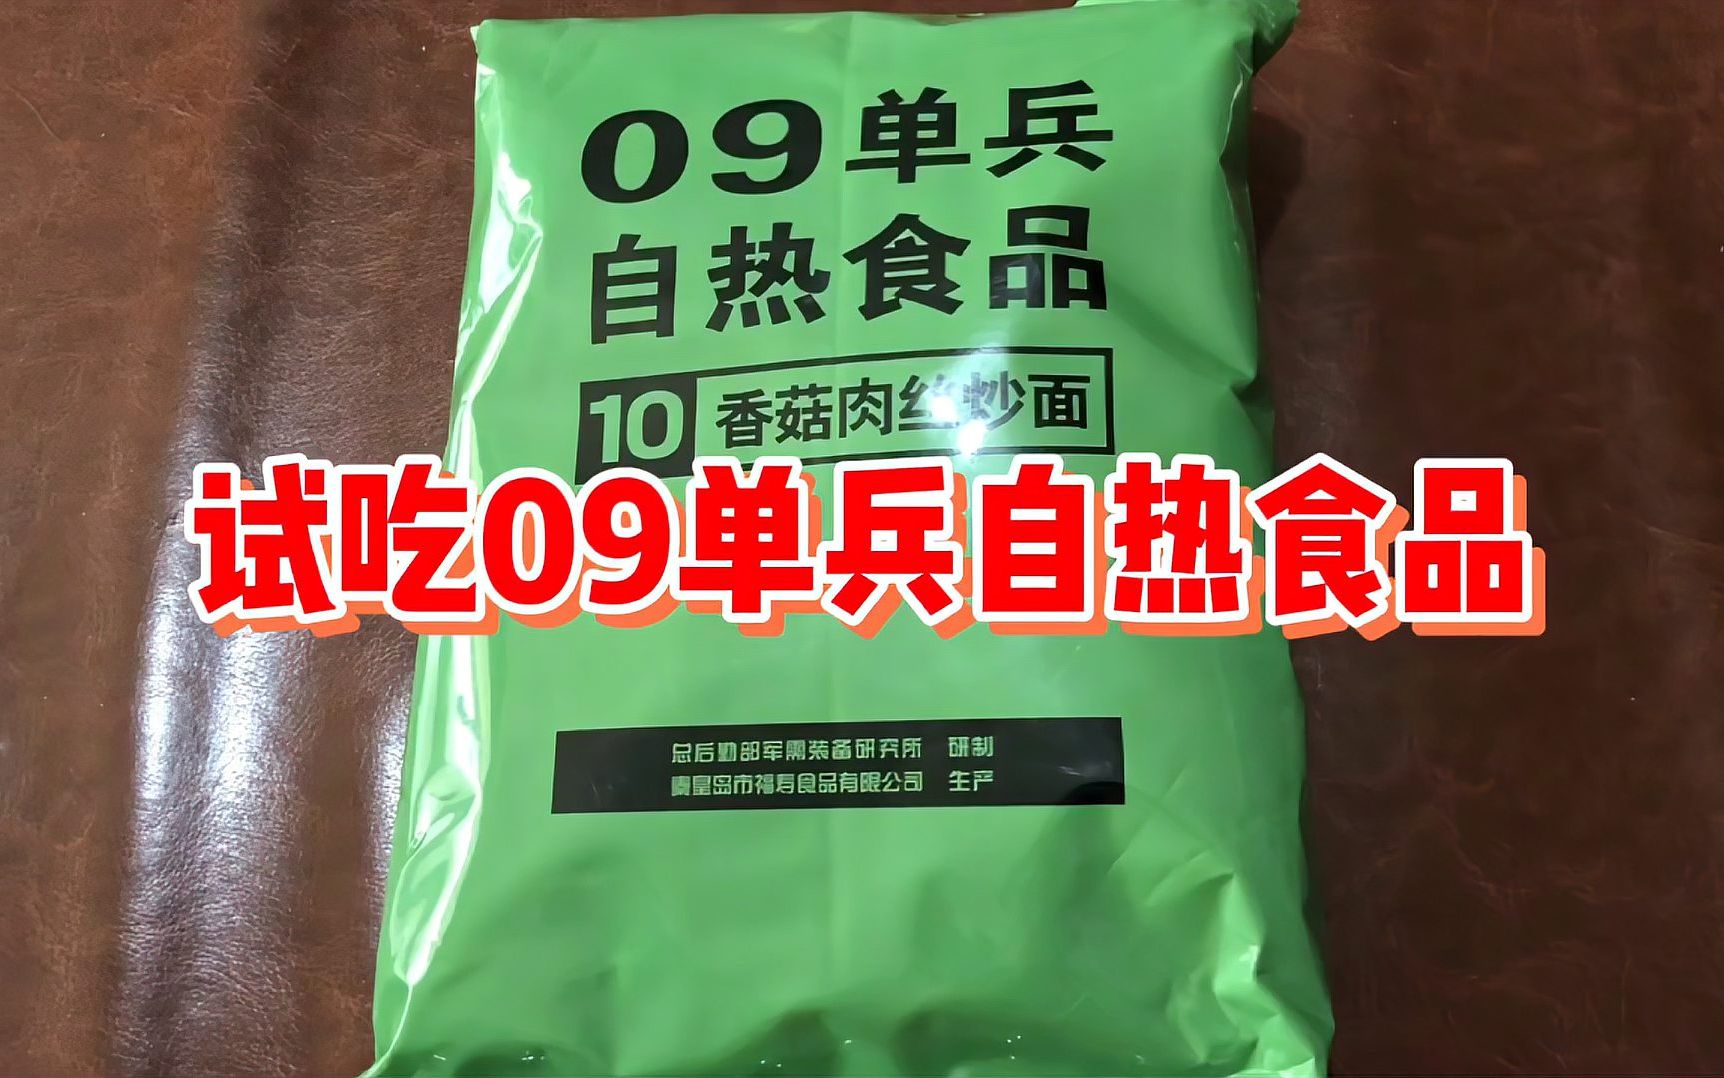 09单兵
自热食品
10 香菇肉丝炒面
试吃09单兵自热食品
总后勤部军需装备研究所 研制
秦皇岛市福寿食品有限公司 生产